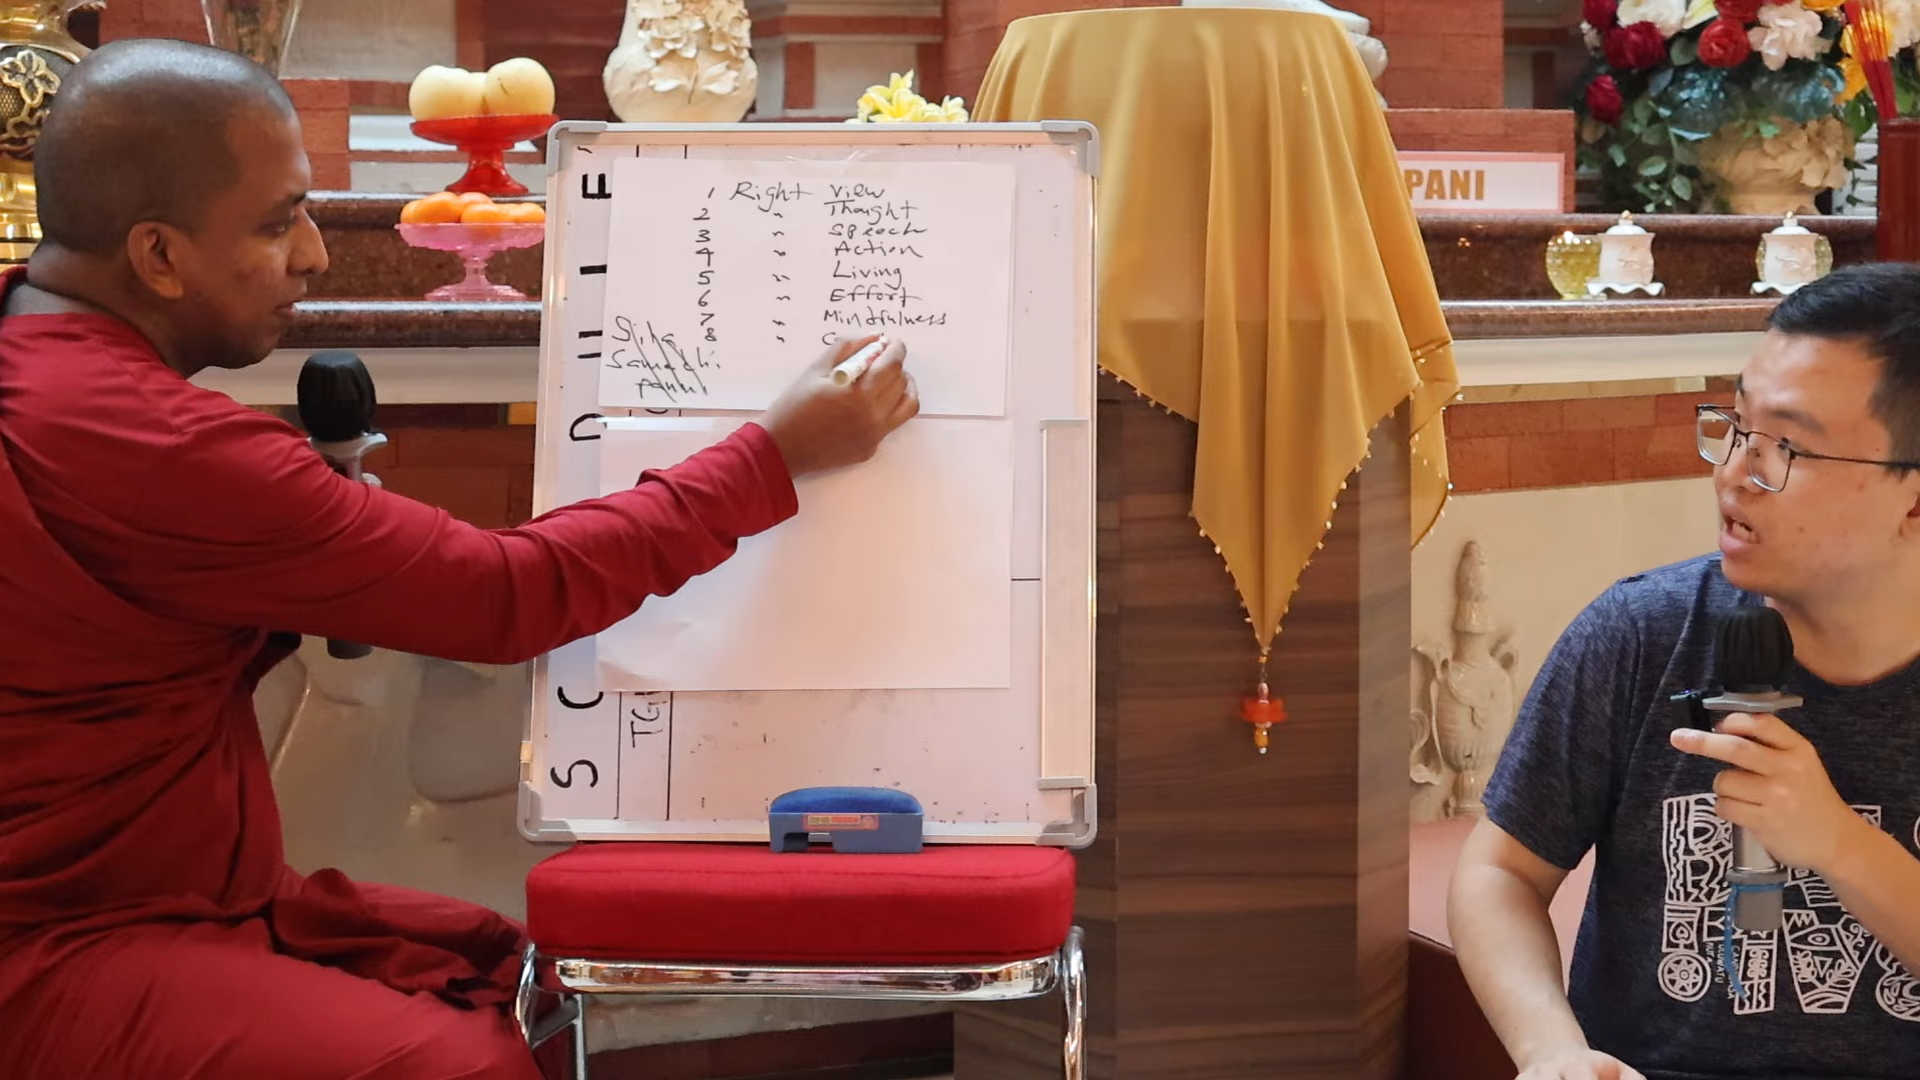 1 Right View
2 " Thought
3 " Speech
4 " Action
5 " Living
6 " Effort
7 " Mindfulness
8 "
Sila
Samadhi
PANI